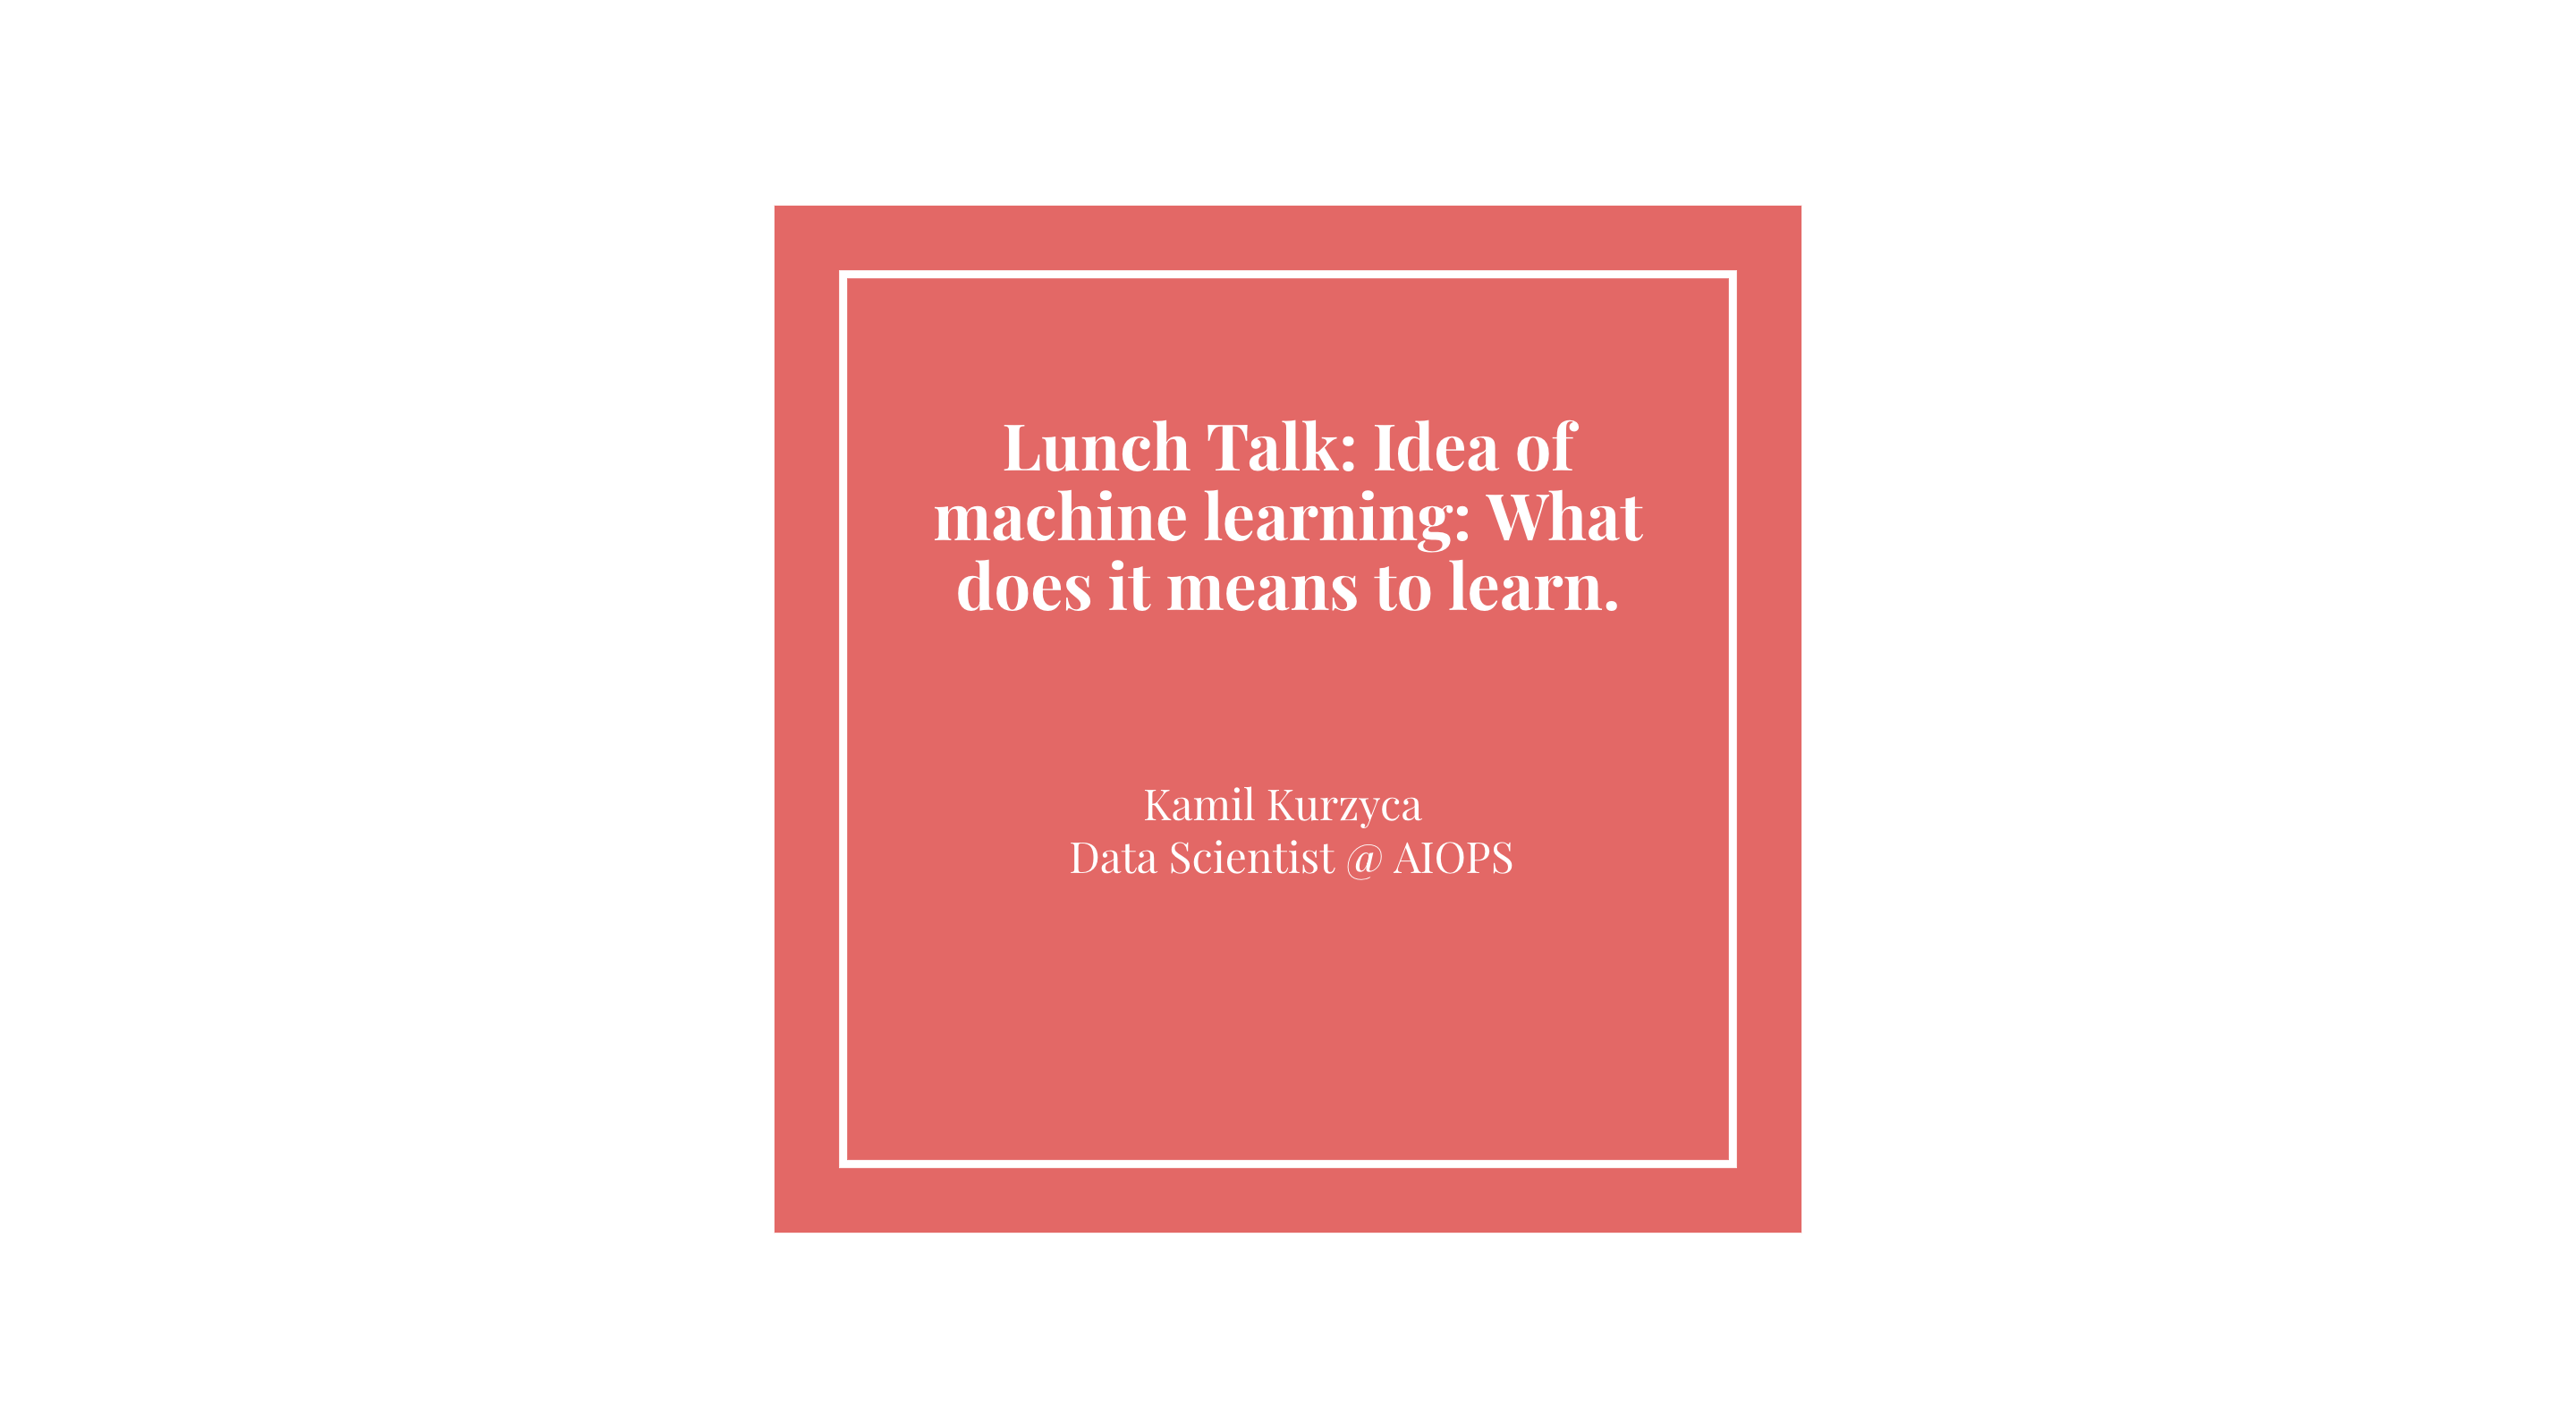 Lunch Talk: Idea of
machine learning: What
does it means to learn.
Kamil Kurzyca
Data Scientist @ AIOPS